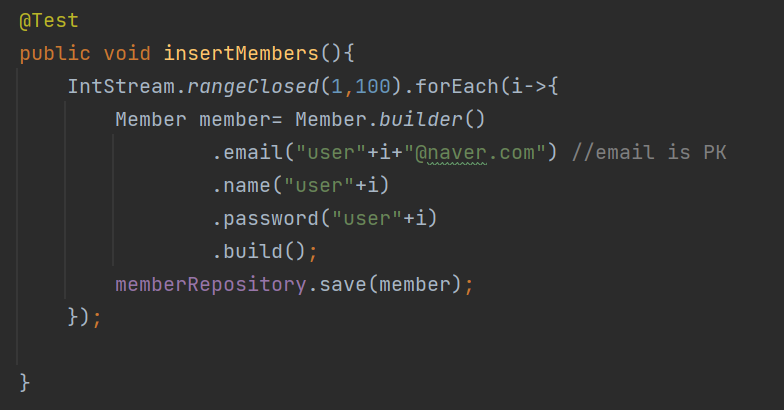 @Test
public void insertMembers(){
    IntStream.rangeClosed(1,100).forEach(i->{
        Member member= Member.builder()
                .email("user"+i+"@naver.com") //email is PK
                .name("user"+i)
                .password("user"+i)
                .build();
        memberRepository.save(member);
    });
}